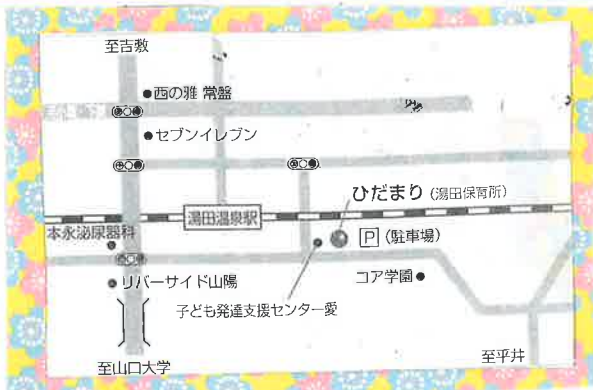 至吉敷
西の雅 常盤
セブンイレブン
ひだまり (湯田保育所)
湯田温泉駅
本永泌尿器科
P (駐車場)
リバーサイド山陽
コア学園
子ども発達支援センター愛
至山口大学
至平井